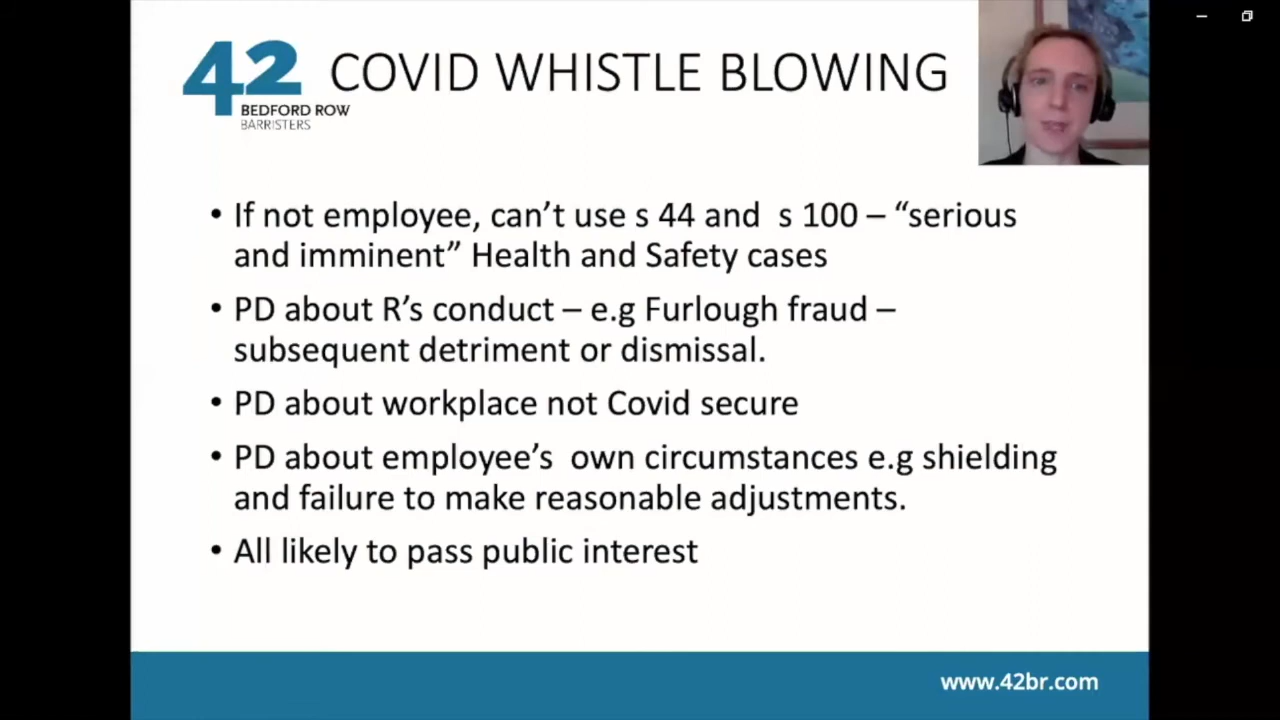 42 COVID WHISTLE BLOWING
BEDFORD ROW
BARRISTERS
• If not employee, can’t use s 44 and  s 100 – “serious
and imminent” Health and Safety cases
• PD about R’s conduct – e.g Furlough fraud –
subsequent detriment or dismissal.
• PD about workplace not Covid secure
• PD about employee’s  own circumstances e.g shielding
and failure to make reasonable adjustments.
• All likely to pass public interest
www.42br.com